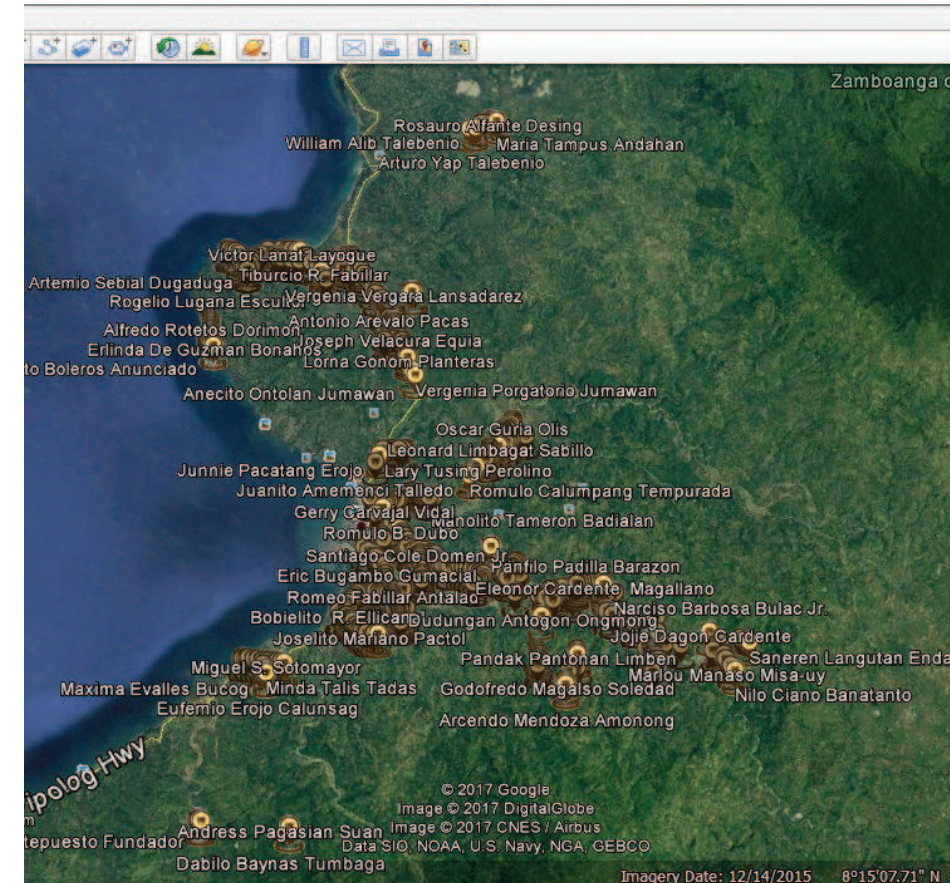 Zamboanga
Rosauro Alfante Desing
William Alib Talebenio
Maria Tampus Andahan
Arturo Yap Talebenio
Victor Lanat Layogue
Artemio Sebial Dugaduga
Tiburcio R. Fabillar
Rogelio Lugana
Vergenia Vergara Lansadarez
Alfredo Rotetos Dorimon
Antonio Arevalo Pacas
Erlinda De Guzman Bonahos
Joseph Velacura Equia
to Boleros Anunciado
Lorna Gonom Planteras
Anecito Ontolan Jumawan
Vergenia Porgatorio Jumawan
Oscar Guria Olis
Leonard Limbagat Sabillo
Junnie Pacatang Erojo
Lary Tusing Perolino
Juanito Amemenci Talledo
Romulo Calumpang Tempurada
Gerry Carvajal Vidal
Manolito Tameron Badialan
Romulo B. Dubo
Santiago Cole Domen Jr.
Panfilo Padilla Barazon
Eric Bugambo Gumacial
Eleonor Cardente Magallano
Romeo Fabillar Antalad
Narciso Barbosa Bulac Jr.
Bobielito R. Ellicano
Dudungan Antogon Ongmong
Joselito Mariano Pactol
Jojie Dagon Cardente
Pandak Pantonan Limben
Saneren Langutan Enda
Miguel S. Sotomayor
Marlou Manaso Misa-uy
Maxima Evalles Bucog
Minda Talis Tadas
Godofredo Magalso Soledad
Nilo Ciano Banatanto
Eufemio Erojo Calunsag
Arcendo Mendoza Amonong
ipolog Hwy
© 2017 Google
Image © 2017 DigitalGlobe
Image © 2017 CNES / Airbus
Data SIO, NOAA, U.S. Navy, NGA, GEBCO
tepuesto Fundador
Andress Pagasian Suan
Dabilo Baynas Tumbaga
Imagery Date: 12/14/2015 8°15'07.71" N